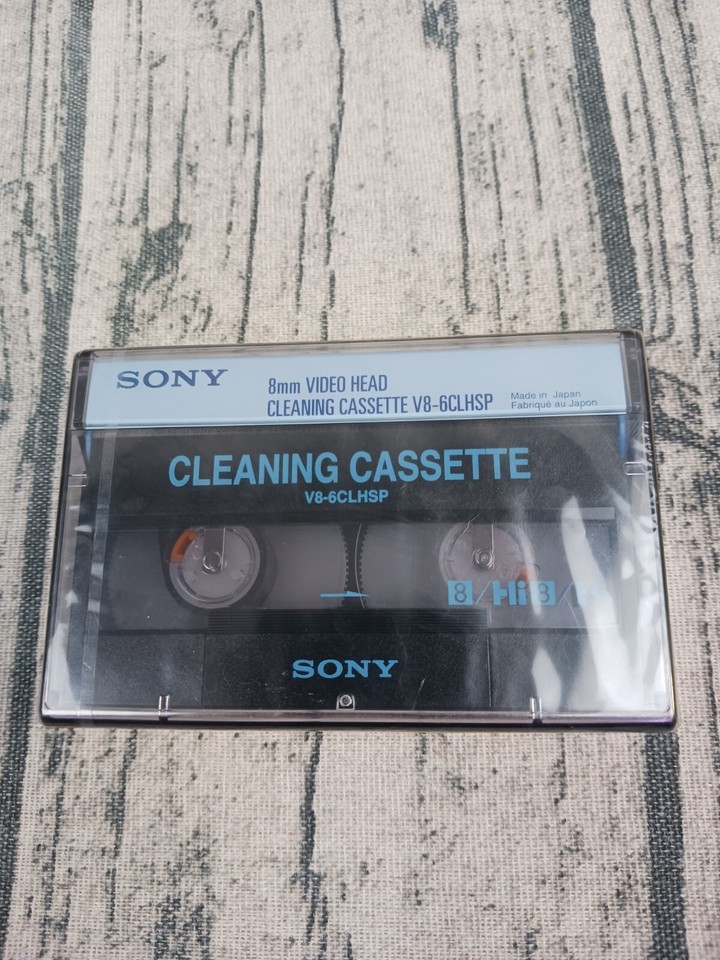 SONY
8mm VIDEO HEAD
CLEANING CASSETTE V8-6CLHSP
Made in Japan
Fabriqué au Japon
CLEANING CASSETTE
V8-6CLHSP
8/Hi8/
SONY